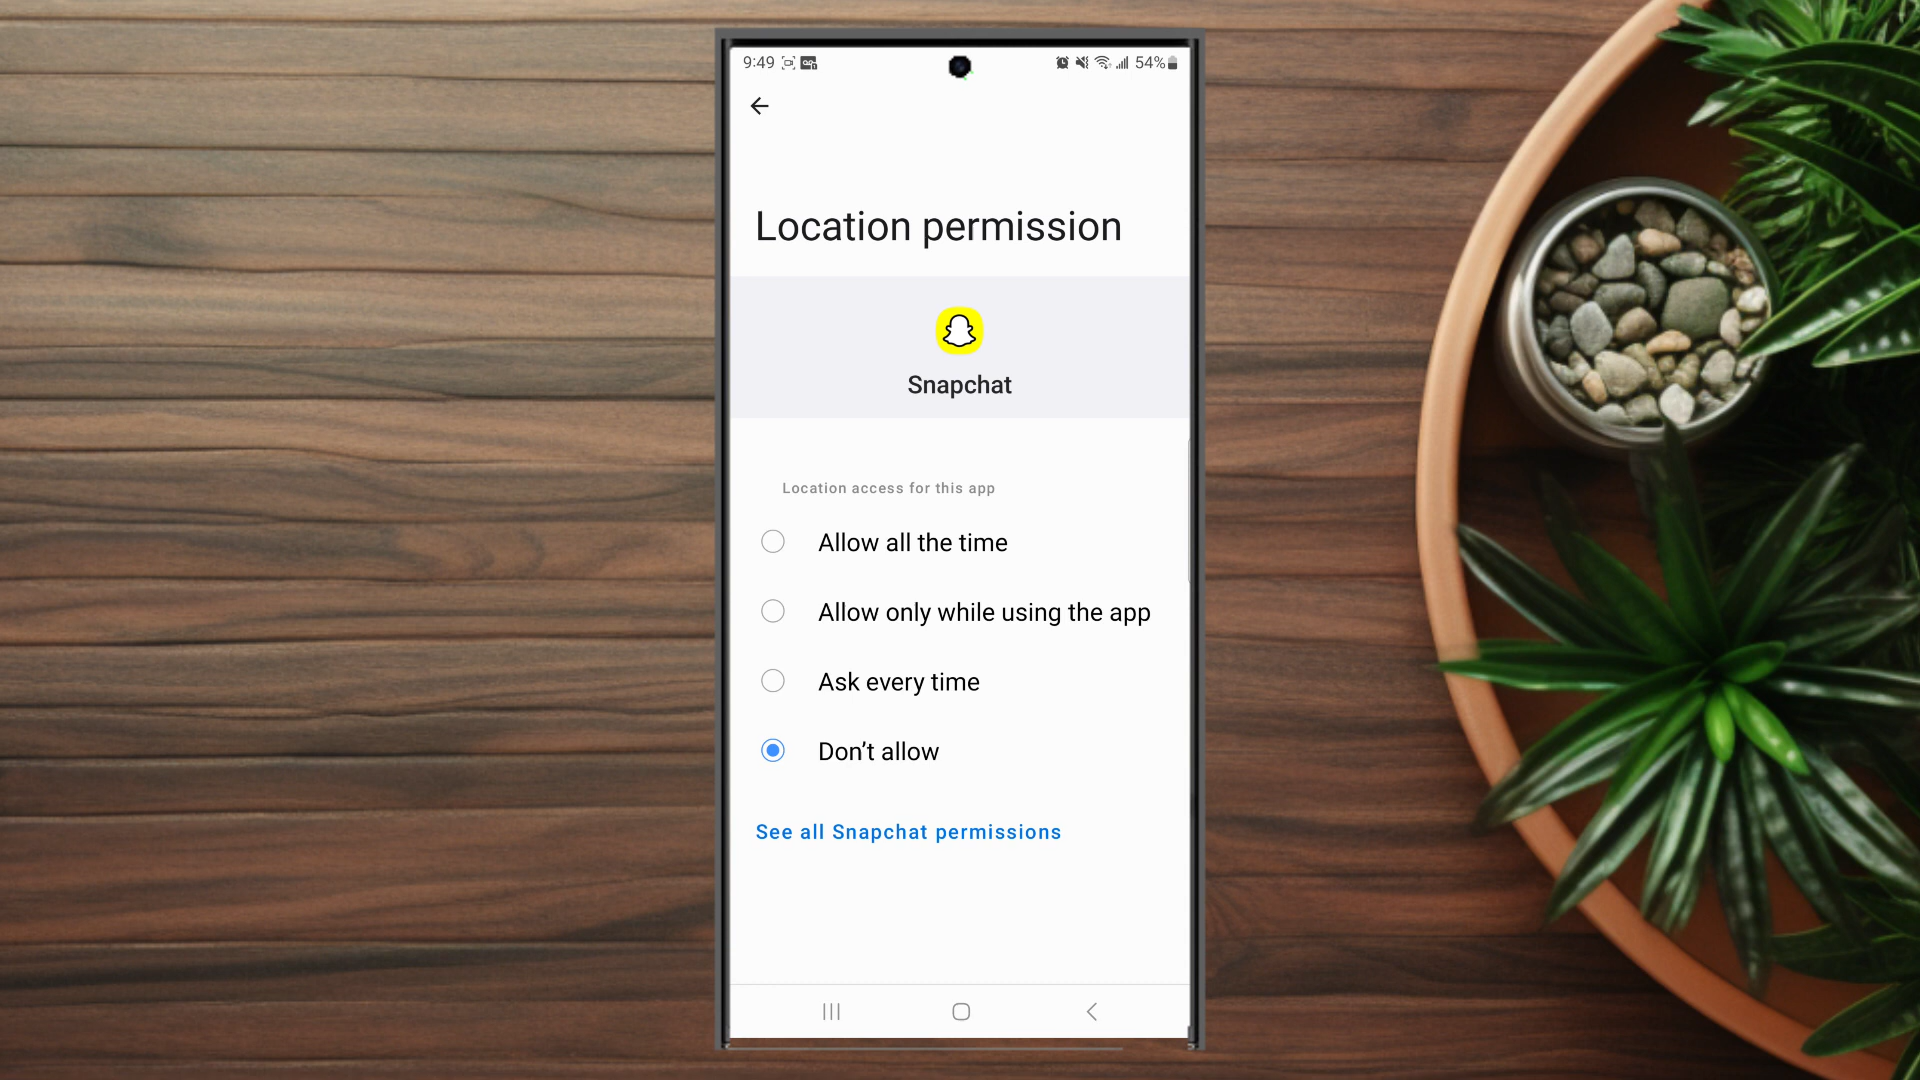 9:49 54%
Location permission
Snapchat
Location access for this app
Allow all the time
Allow only while using the app
Ask every time
Don’t allow
See all Snapchat permissions